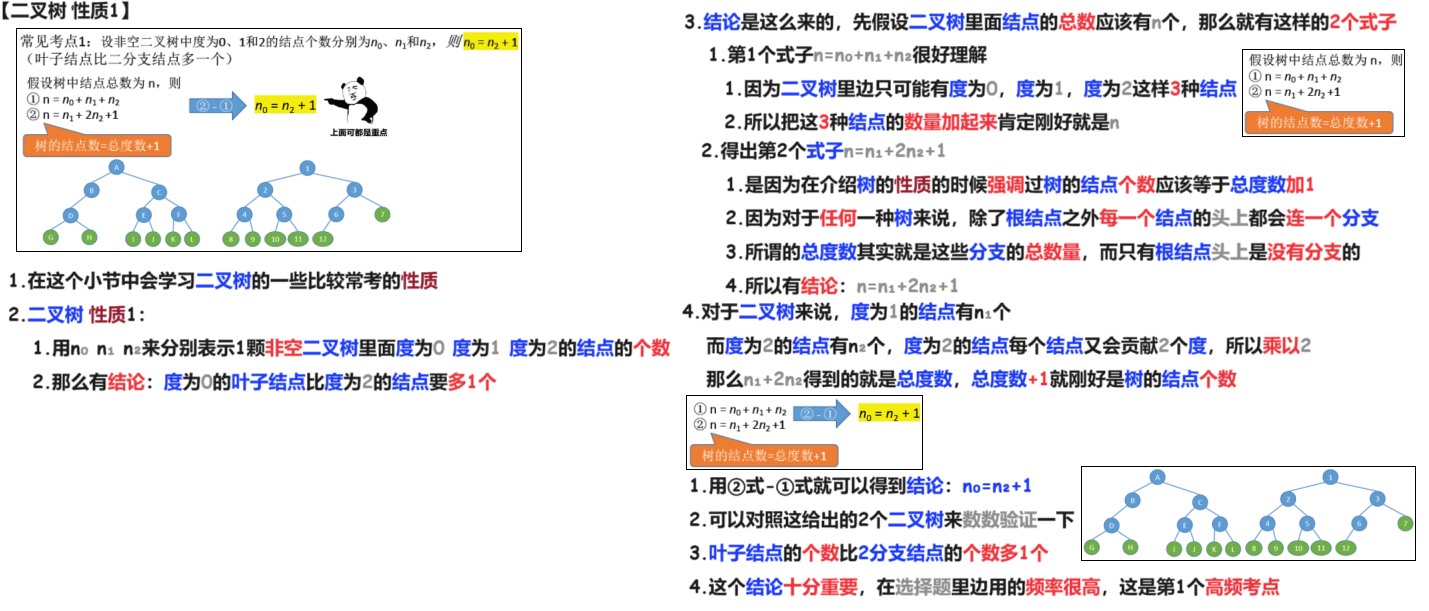 【二叉树 性质1】
常见考点1：设非空二叉树中度为0、1和2的结点个数分别为n₀、n₁和n₂，则 n₀ = n₂ + 1
（叶子结点比二分支结点多一个）
假设树中结点总数为 n，则
① n = n₀ + n₁ + n₂
② n = n₁ + 2n₂ +1
② - ①
n₀ = n₂ + 1
上面可都是重点
树的结点数=总度数+1
A
B
C
D
E
F
G
H
I
J
K
L
1
2
3
4
5
6
7
8
9
10
11
12
1.在这个小节中会学习二叉树的一些比较常考的性质
2.二叉树 性质1：
1.用n₀ n₁ n₂来分别表示1颗非空二叉树里面度为0 度为1 度为2的结点的个数
2.那么有结论：度为0的叶子结点比度为2的结点要多1个
3.结论是这么来的，先假设二叉树里面结点的总数应该有n个，那么就有这样的2个式子
1.第1个式子n=n₀+n₁+n₂很好理解
1.因为二叉树里边只可能有度为0，度为1，度为2这样3种结点
2.所以把这3种结点的数量加起来肯定刚好就是n
假设树中结点总数为 n，则
① n = n₀ + n₁ + n₂
② n = n₁ + 2n₂ +1
树的结点数=总度数+1
2.得出第2个式子n=n₁+2n₂+1
1.是因为在介绍树的性质的时候强调过树的结点个数应该等于总度数加1
2.因为对于任何一种树来说，除了根结点之外每一个结点的头上都会连一个分支
3.所谓的总度数其实就是这些分支的总数量，而只有根结点头上是没有分支的
4.所以有结论：n=n₁+2n₂+1
4.对于二叉树来说，度为1的结点有n₁个
而度为2的结点有n₂个，度为2的结点每个结点又会贡献2个度，所以乘以2
那么n₁+2n₂得到的就是总度数，总度数+1就刚好是树的结点个数
① n = n₀ + n₁ + n₂
② n = n₁ + 2n₂ +1
② - ①
n₀ = n₂ + 1
树的结点数=总度数+1
1.用②式-①式就可以得到结论：n₀=n₂+1
2.可以对照这给出的2个二叉树来数数验证一下
3.叶子结点的个数比2分支结点的个数多1个
4.这个结论十分重要，在选择题里边用的频率很高，这是第1个高频考点
A
B
C
D
E
F
G
H
I
J
K
L
1
2
3
4
5
6
7
8
9
10
11
12